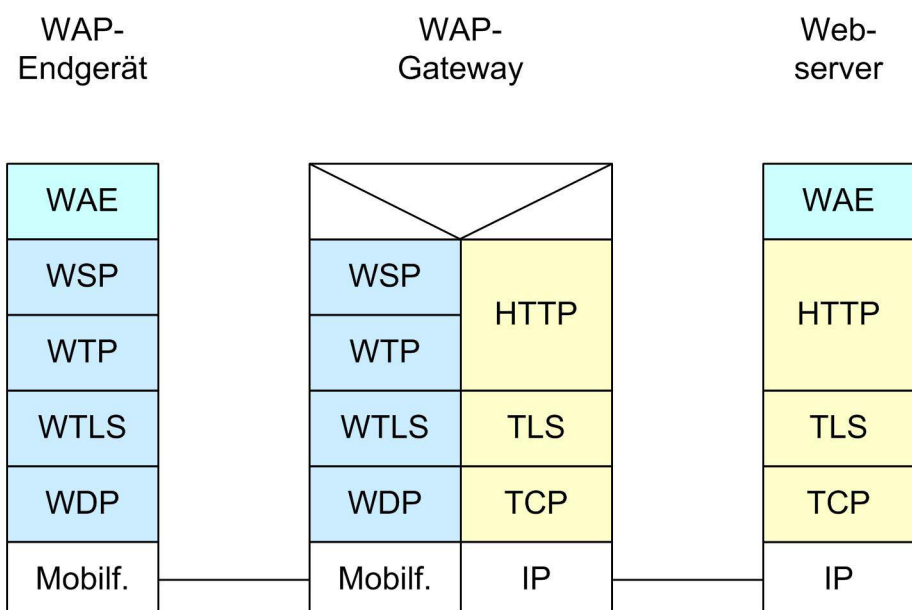 WAP-
Endgerät
WAP-
Gateway
Web-
server
WAE
WSP
WTP
WTLS
WDP
Mobilf.
WSP
WTP
WTLS
WDP
Mobilf.
HTTP
TLS
TCP
IP
WAE
HTTP
TLS
TCP
IP